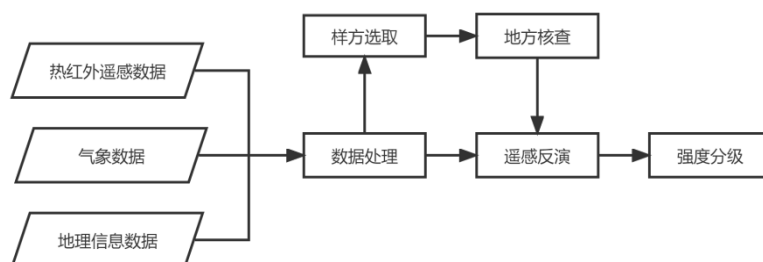 样方选取
地方核查
热红外遥感数据
气象数据
数据处理
遥感反演
强度分级
地理信息数据